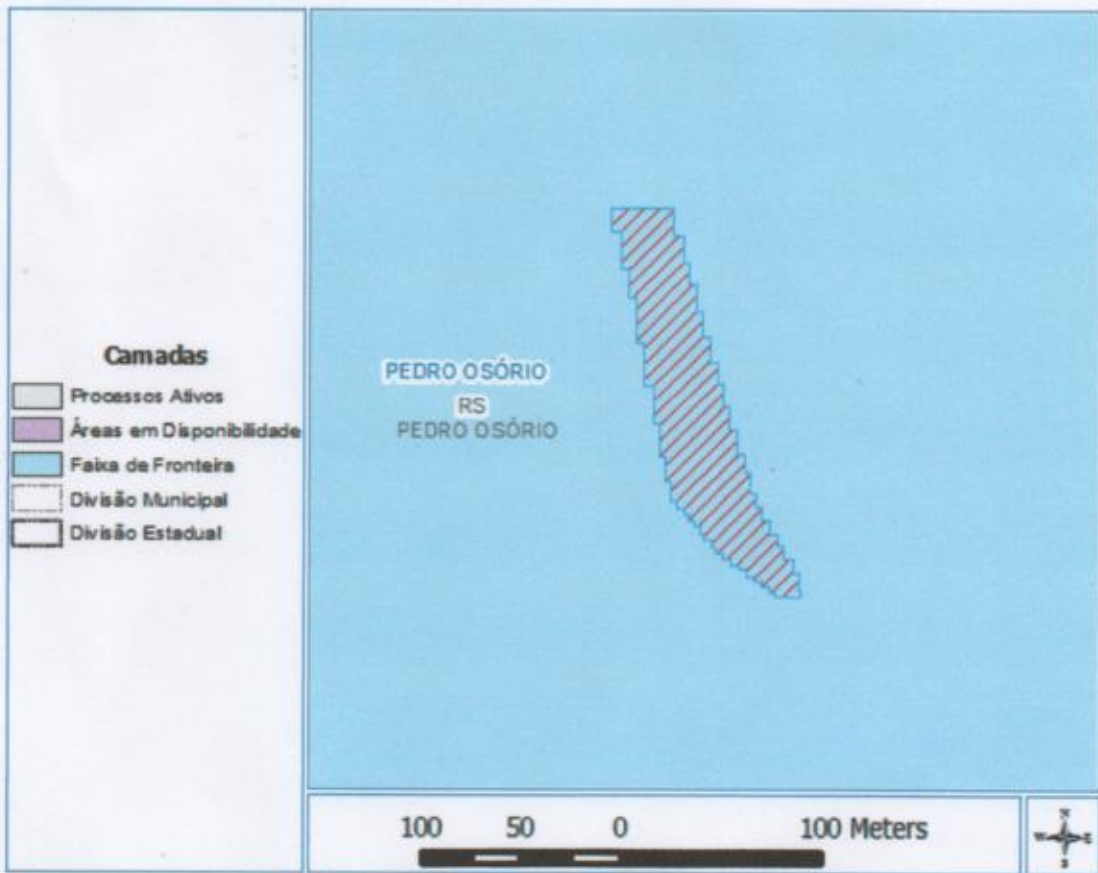 Camadas
Processos Ativos
Áreas em Disponibilidade
Faixa de Fronteira
Divisão Municipal
Divisão Estadual
PEDRO OSÓRIO
RS
PEDRO OSÓRIO
100 50 0 100 Meters
N
W E
S